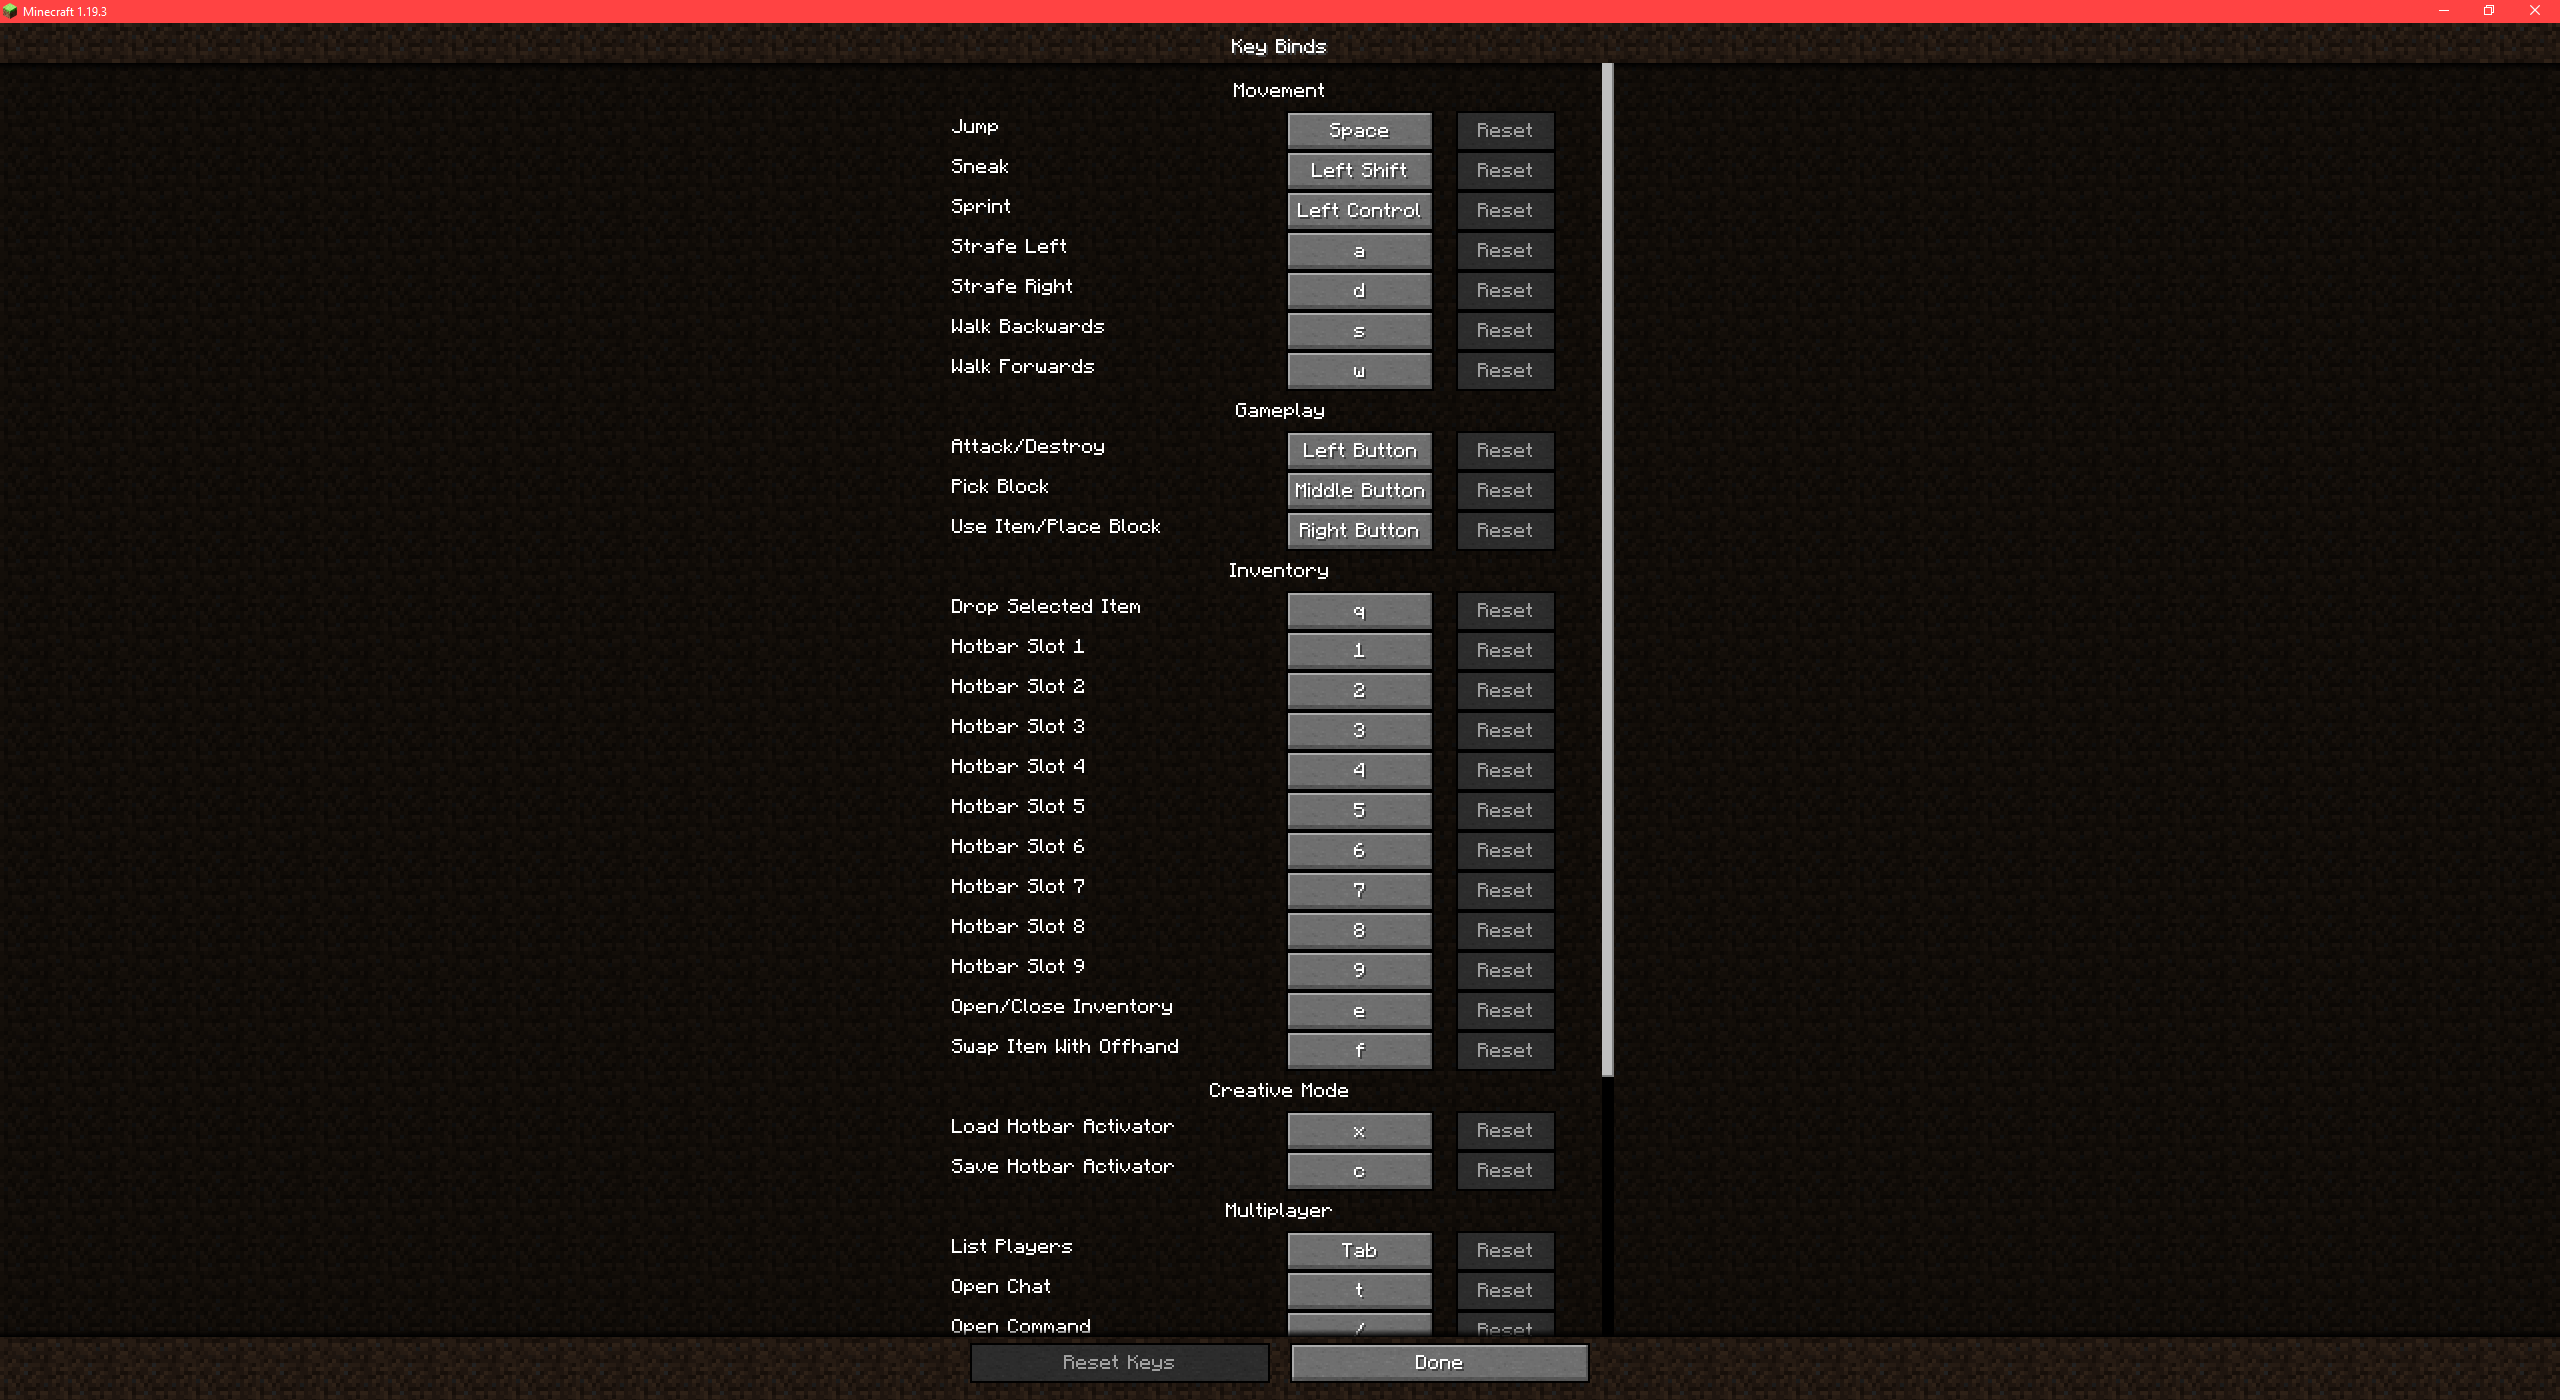 Minecraft 1.19.3
Key Binds
Movement
Jump Space Reset
Sneak Left Shift Reset
Sprint Left Control Reset
Strafe Left a Reset
Strafe Right d Reset
Walk Backwards s Reset
Walk Forwards w Reset
Gameplay
Attack/Destroy Left Button Reset
Pick Block Middle Button Reset
Use Item/Place Block Right Button Reset
Inventory
Drop Selected Item q Reset
Hotbar Slot 1 1 Reset
Hotbar Slot 2 2 Reset
Hotbar Slot 3 3 Reset
Hotbar Slot 4 4 Reset
Hotbar Slot 5 5 Reset
Hotbar Slot 6 6 Reset
Hotbar Slot 7 7 Reset
Hotbar Slot 8 8 Reset
Hotbar Slot 9 9 Reset
Open/Close Inventory e Reset
Swap Item With Offhand f Reset
Creative Mode
Load Hotbar Activator x Reset
Save Hotbar Activator c Reset
Multiplayer
List Players Tab Reset
Open Chat t Reset
Open Command / Reset
Reset Keys Done